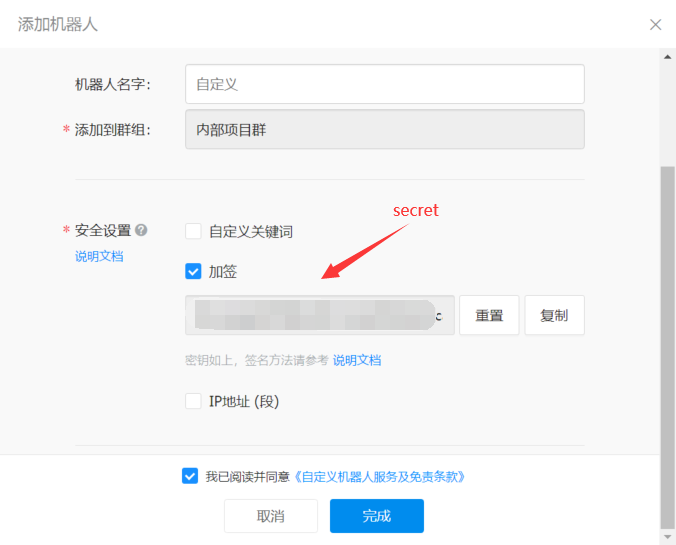 添加机器人
机器人名字：
自定义
* 添加到群组：
内部项目群
secret
* 安全设置 ?
自定义关键词
说明文档
加签
c
重置
复制
密钥如上，签名方法请参考 说明文档
IP地址 (段)
我已阅读并同意《自定义机器人服务及免责条款》
取消
完成